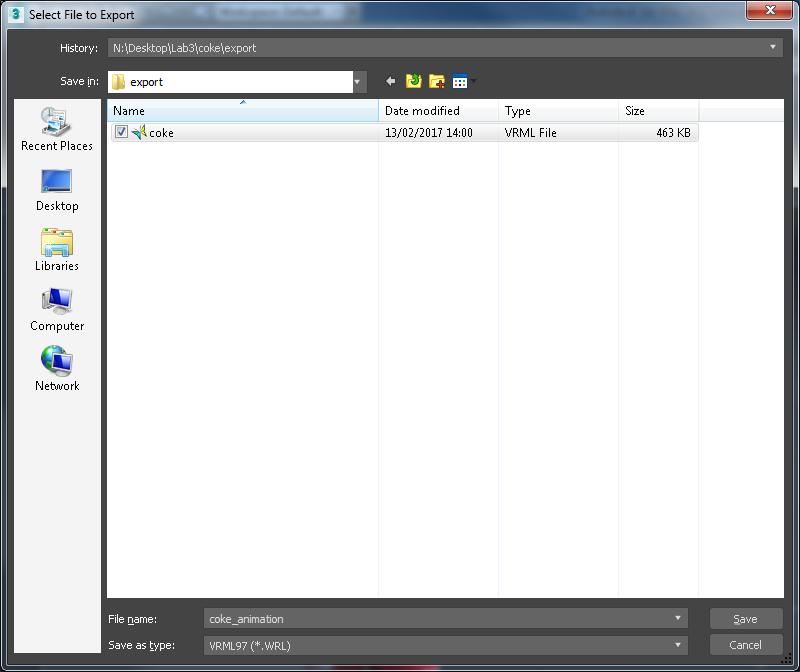 3 Select File to Export
History: N:\Desktop\Lab3\coke\export
Save in: export
Name Date modified Type Size
coke 13/02/2017 14:00 VRML File 463 KB
Recent Places
Desktop
Libraries
Computer
Network
File name: coke_animation Save
Save as type: VRML97 (*.WRL) Cancel